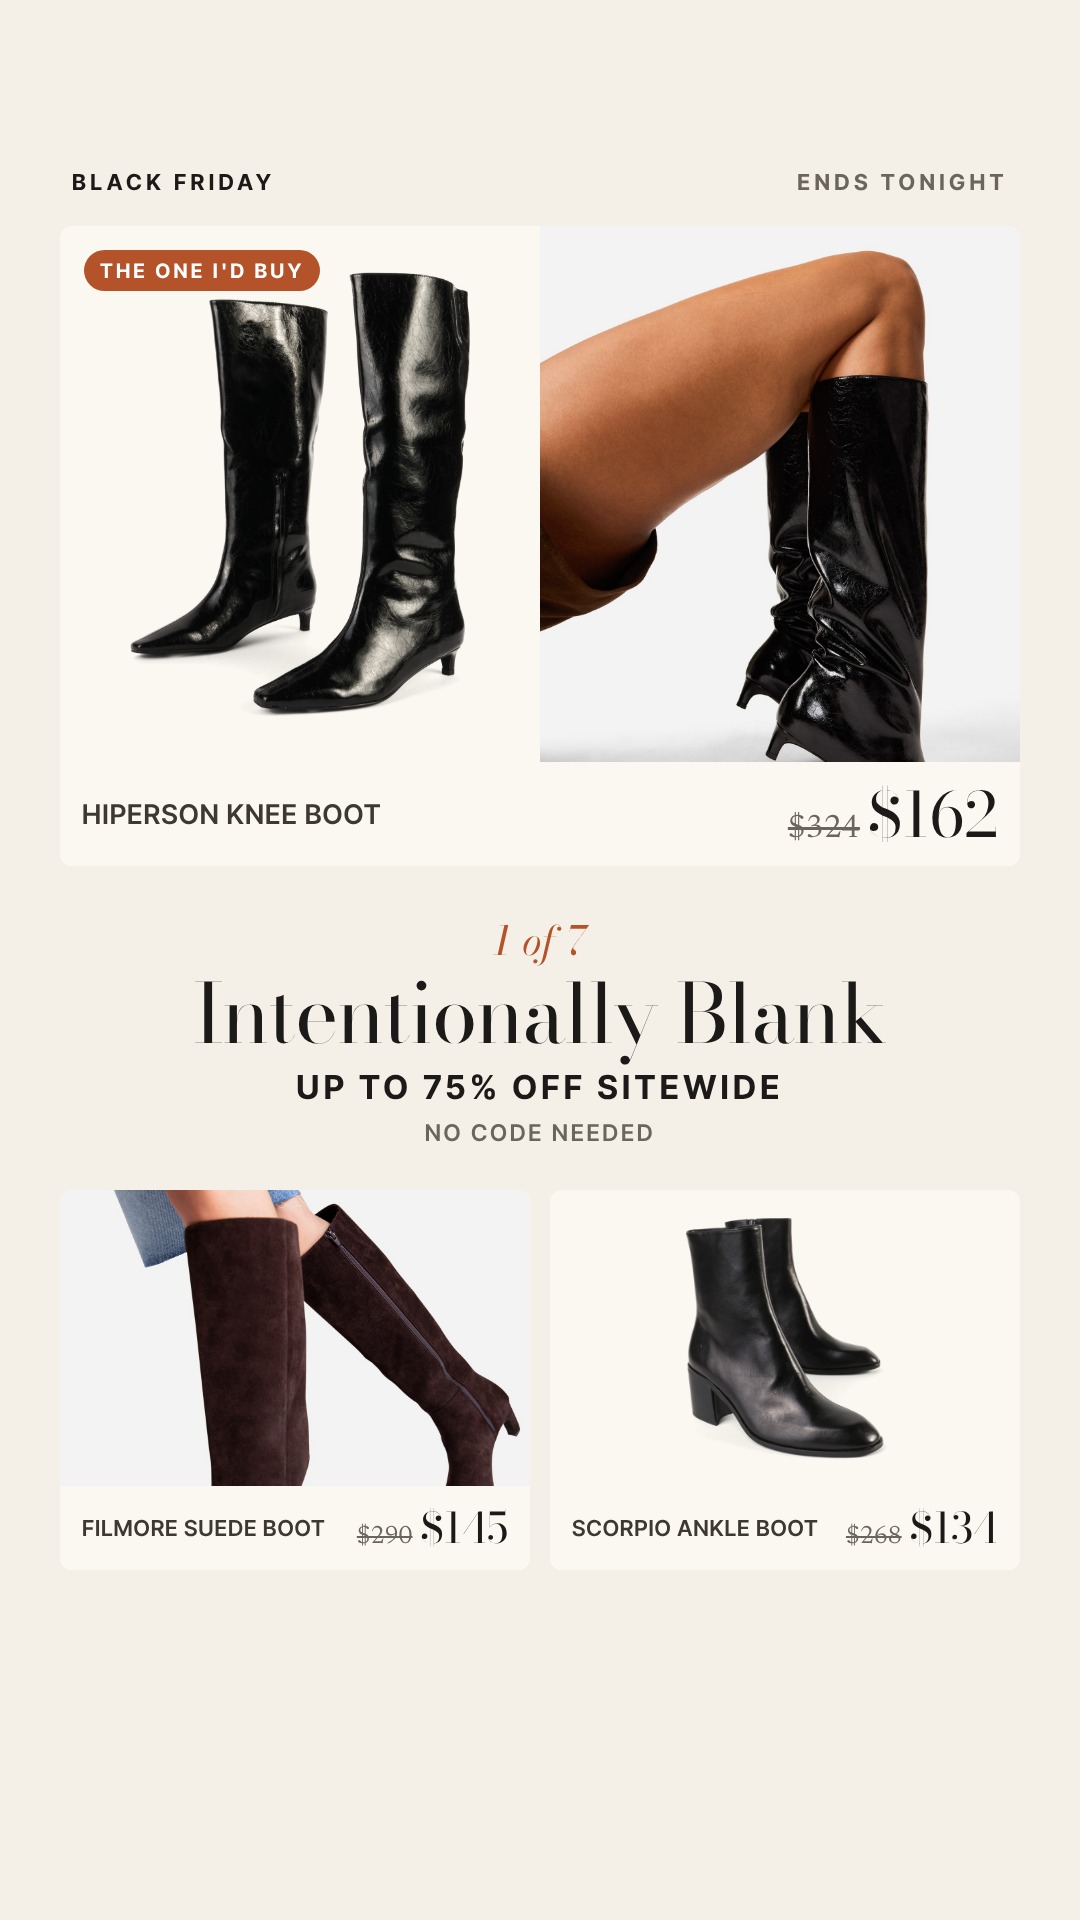 BLACK FRIDAY
ENDS TONIGHT
THE ONE I'D BUY
HIPERSON KNEE BOOT
$324 $162
1 of 7
Intentionally Blank
UP TO 75% OFF SITEWIDE
NO CODE NEEDED
FILMORE SUEDE BOOT $290 $145
SCORPIO ANKLE BOOT $268 $134